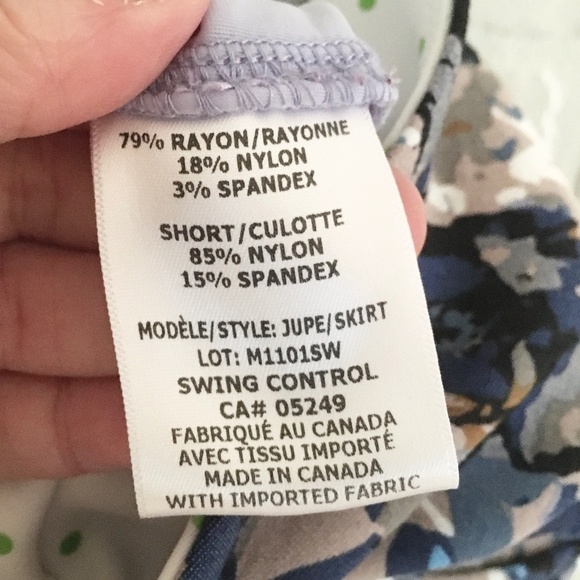 79% RAYON/RAYONNE
18% NYLON
3% SPANDEX
SHORT/CULOTTE
85% NYLON
15% SPANDEX
MODÈLE/STYLE: JUPE/SKIRT
LOT: M1101SW
SWING CONTROL
CA# 05249
FABRIQUÉ AU CANADA
AVEC TISSU IMPORTÉ
MADE IN CANADA
WITH IMPORTED FABRIC